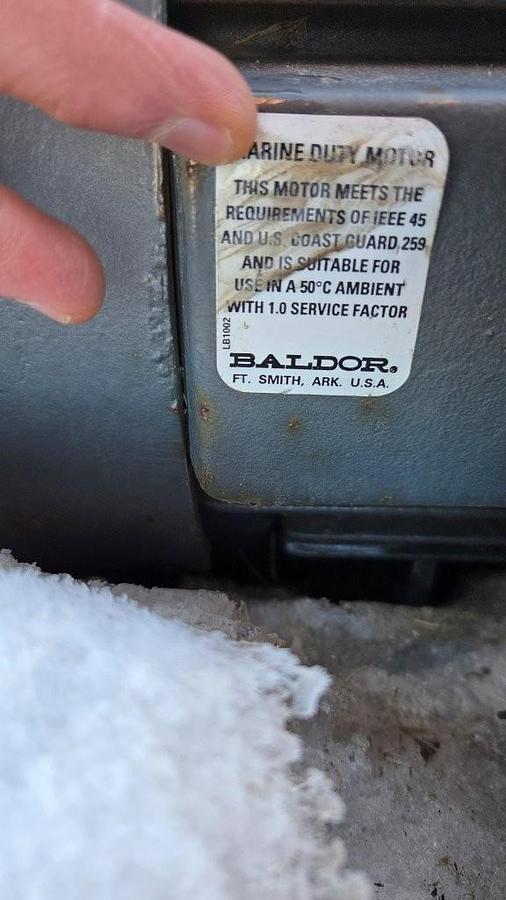 ARINE DUTY MOTOR
THIS MOTOR MEETS THE
REQUIREMENTS OF IEEE 45
AND U.S. COAST GUARD 259
AND IS SUITABLE FOR
USE IN A 50°C AMBIENT
WITH 1.0 SERVICE FACTOR
LB1002
BALDOR®
FT. SMITH, ARK. U.S.A.